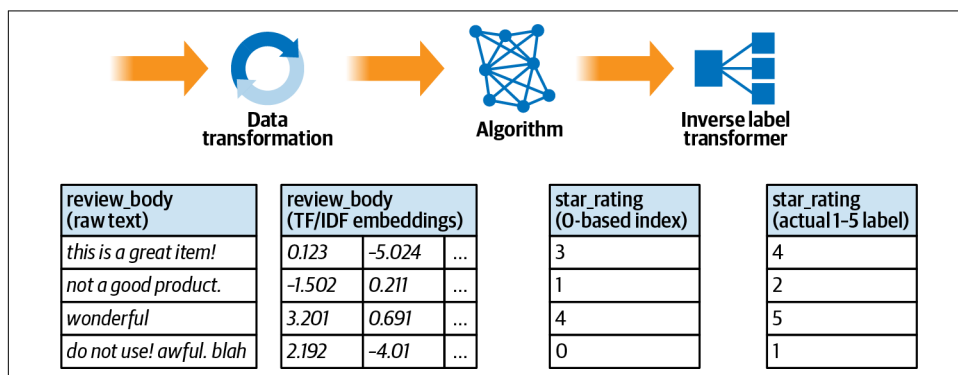 Data
transformation
Algorithm
Inverse label
transformer
review_body
(raw text)
this is a great item!
not a good product.
wonderful
do not use! awful. blah
review_body
(TF/IDF embeddings)
0.123 –5.024 ...
–1.502 0.211 ...
3.201 0.691 ...
2.192 –4.01 ...
star_rating
(0-based index)
3
1
4
0
star_rating
(actual 1–5 label)
4
2
5
1